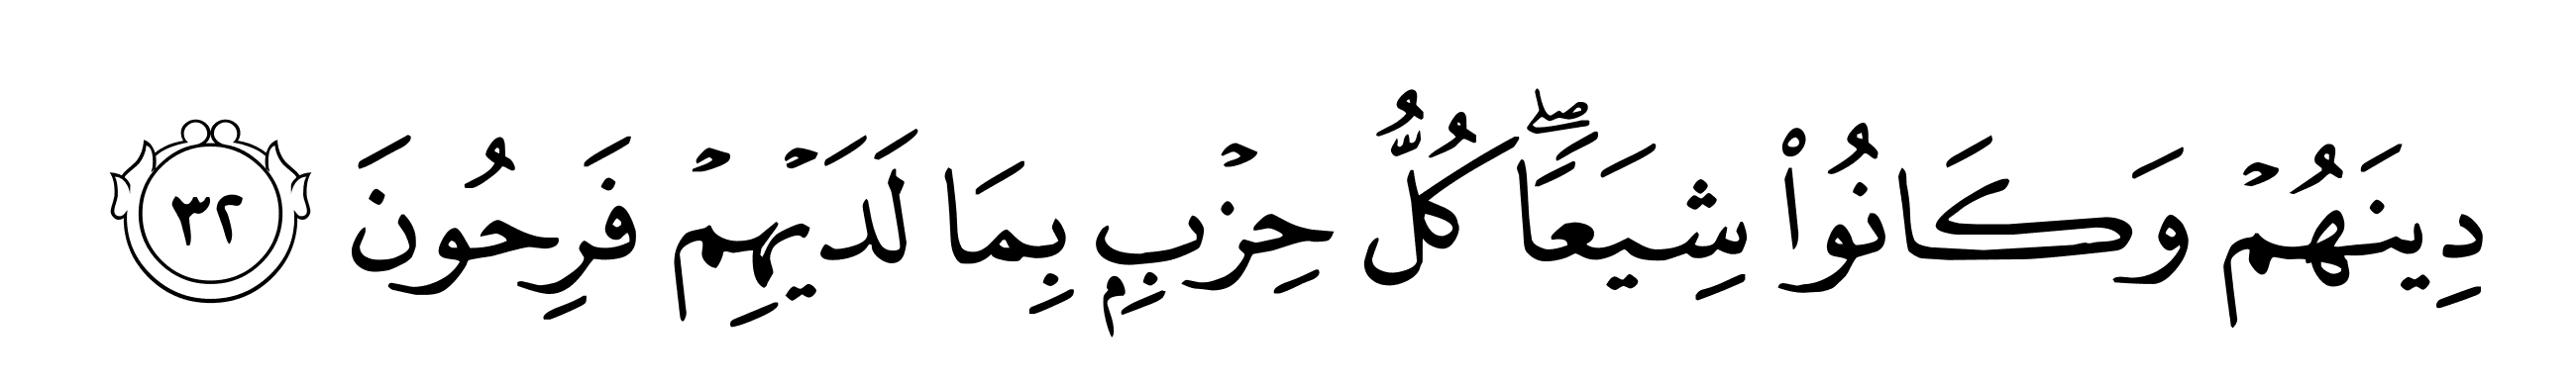 دِينَهُمۡ وَكَانُواْ شِيَعٗاۖ كُلُّ حِزۡبِۭ بِمَا لَدَيۡهِمۡ فَرِحُونَ ٣٢